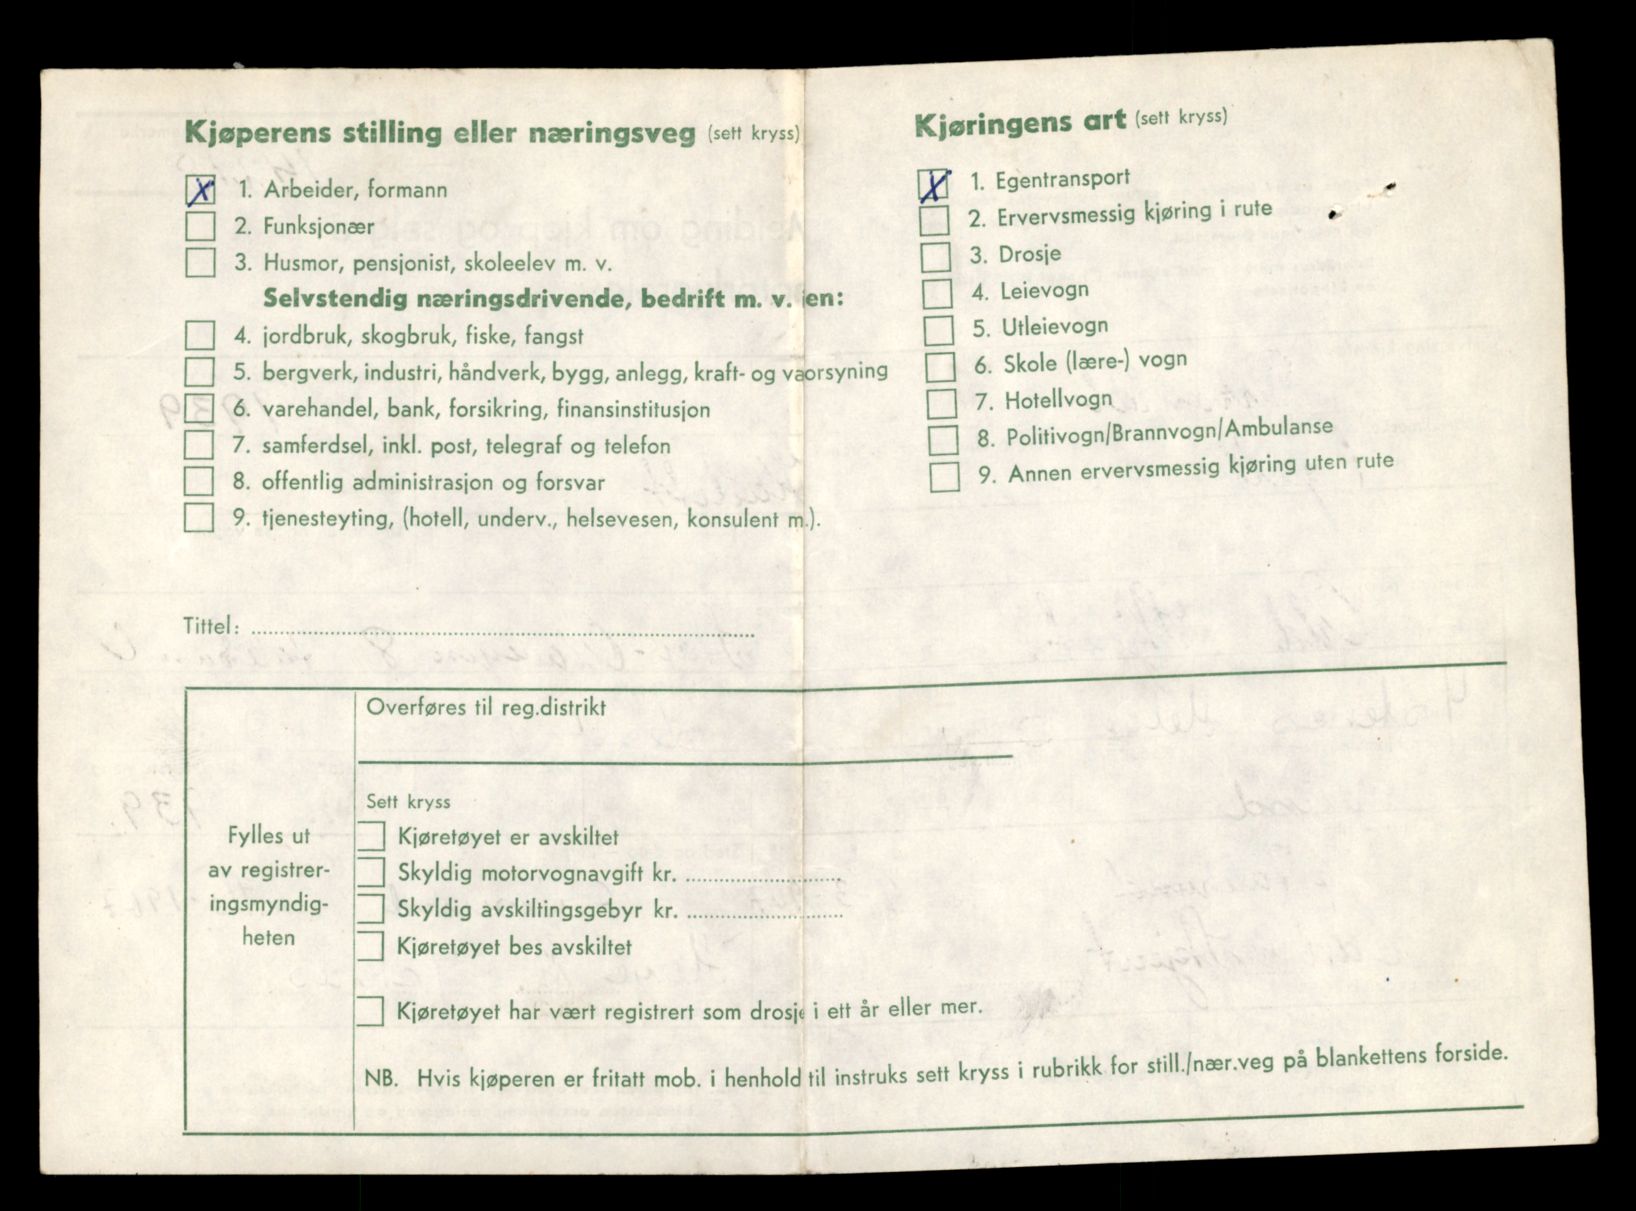 Kjøperens stilling eller næringsveg (sett kryss)
X 1. Arbeider, formann
2. Funksjonær
3. Husmor, pensjonist, skoleelev m. v.
Selvstendig næringsdrivende, bedrift m. v. ien:
4. jordbruk, skogbruk, fiske, fangst
5. bergverk, industri, håndverk, bygg, anlegg, kraft- og vaorsyning
6. varehandel, bank, forsikring, finansinstitusjon
7. samferdsel, inkl. post, telegraf og telefon
8. offentlig administrasjon og forsvar
9. tjenesteyting, (hotell, underv., helsevesen, konsulent m.).
Kjøringens art (sett kryss)
X 1. Egentransport
2. Ervervsmessig kjøring i rute
3. Drosje
4. Leievogn
5. Utleievogn
6. Skole (lære-) vogn
7. Hotellvogn
8. Politivogn/Brannvogn/Ambulanse
9. Annen ervervsmessig kjøring uten rute
Tittel:
Fylles ut
av registrer-
ingsmyndig-
heten
Overføres til reg.distrikt
Sett kryss
Kjøretøyet er avskiltet
Skyldig motorvognavgift kr.
Skyldig avskiltingsgebyr kr.
Kjøretøyet bes avskiltet
Kjøretøyet har vært registrert som drosje i ett år eller mer.
NB. Hvis kjøperen er fritatt mob. i henhold til instruks sett kryss i rubrikk for still./nær.veg på blankettens forside.